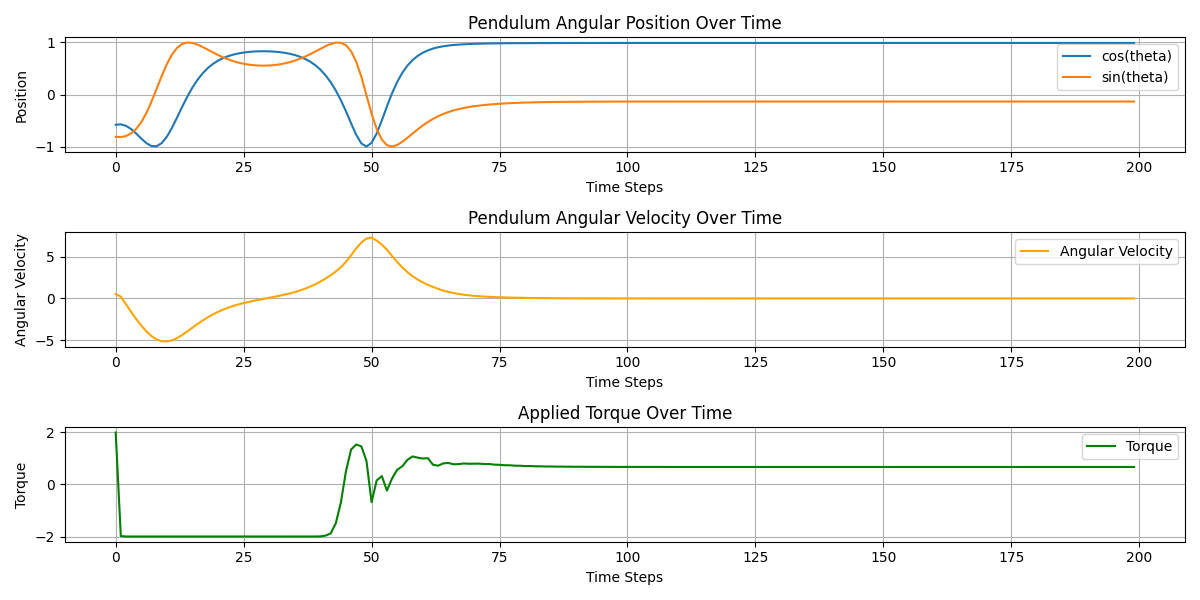 Pendulum Angular Position Over Time
Position
1
0
−1
cos(theta)
sin(theta)
0 25 50 75 100 125 150 175 200
Time Steps
Pendulum Angular Velocity Over Time
Angular Velocity
5
0
−5
Angular Velocity
0 25 50 75 100 125 150 175 200
Time Steps
Applied Torque Over Time
Torque
2
0
−2
Torque
0 25 50 75 100 125 150 175 200
Time Steps